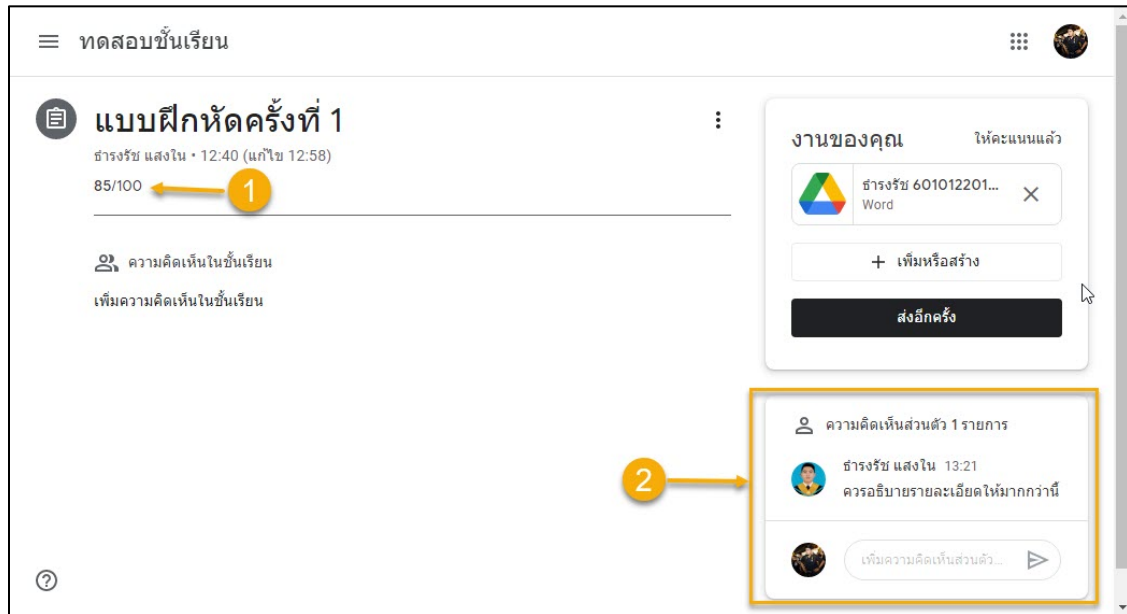 ทดสอบชั้นเรียน
แบบฝึกหัดครั้งที่ 1
ธำรงรัช แสงใน • 12:40 (แก้ไข 12:58)
85/100
1
ความคิดเห็นในชั้นเรียน
เพิ่มความคิดเห็นในชั้นเรียน
งานของคุณ
ให้คะแนนแล้ว
ธำรงรัช 601012201...
Word
+ เพิ่มหรือสร้าง
ส่งอีกครั้ง
2
ความคิดเห็นส่วนตัว 1 รายการ
ธำรงรัช แสงใน 13:21
ควรอธิบายรายละเอียดให้มากกว่านี้
เพิ่มความคิดเห็นส่วนตัว...